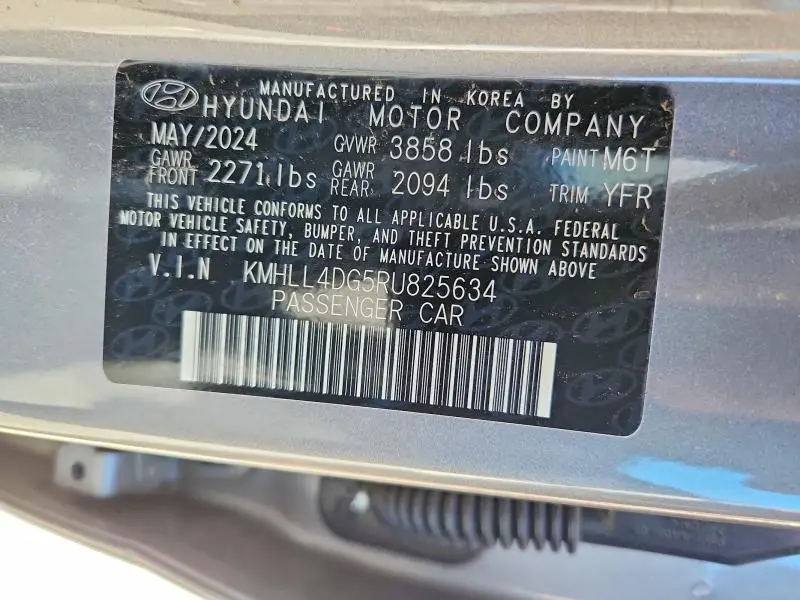 MANUFACTURED IN KOREA BY
HYUNDAI MOTOR COMPANY
MAY/2024 GVWR 3858 lbs PAINT M6T
GAWR FRONT 2271 lbs GAWR REAR 2094 lbs TRIM YFR
THIS VEHICLE CONFORMS TO ALL APPLICABLE U.S.A. FEDERAL
MOTOR VEHICLE SAFETY, BUMPER, AND THEFT PREVENTION STANDARDS
IN EFFECT ON THE DATE OF MANUFACTURE SHOWN ABOVE
V.I.N KMHLL4DG5RU825634
PASSENGER CAR